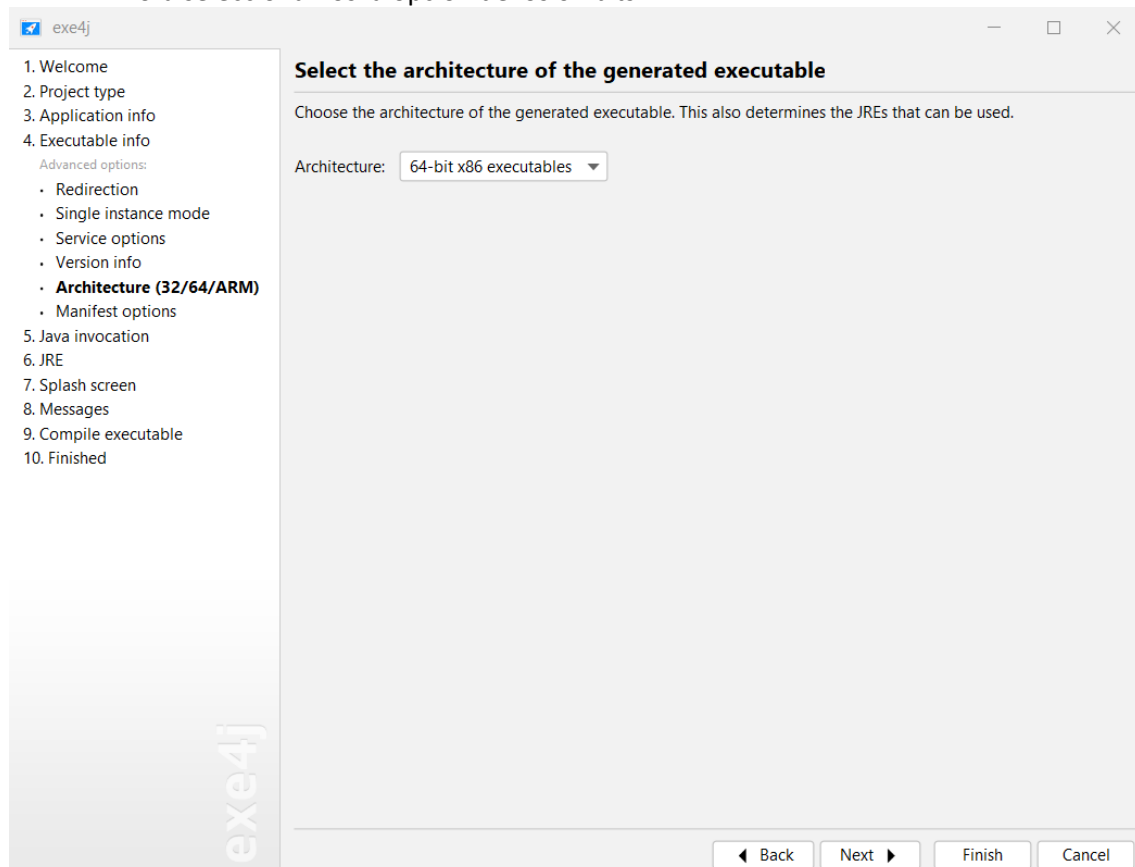 exe4j
1. Welcome
2. Project type
3. Application info
4. Executable info
Advanced options:
· Redirection
· Single instance mode
· Service options
· Version info
· Architecture (32/64/ARM)
· Manifest options
5. Java invocation
6. JRE
7. Splash screen
8. Messages
9. Compile executable
10. Finished
exe4j
Select the architecture of the generated executable
Choose the architecture of the generated executable. This also determines the JREs that can be used.
Architecture: 64-bit x86 executables
Back Next Finish Cancel